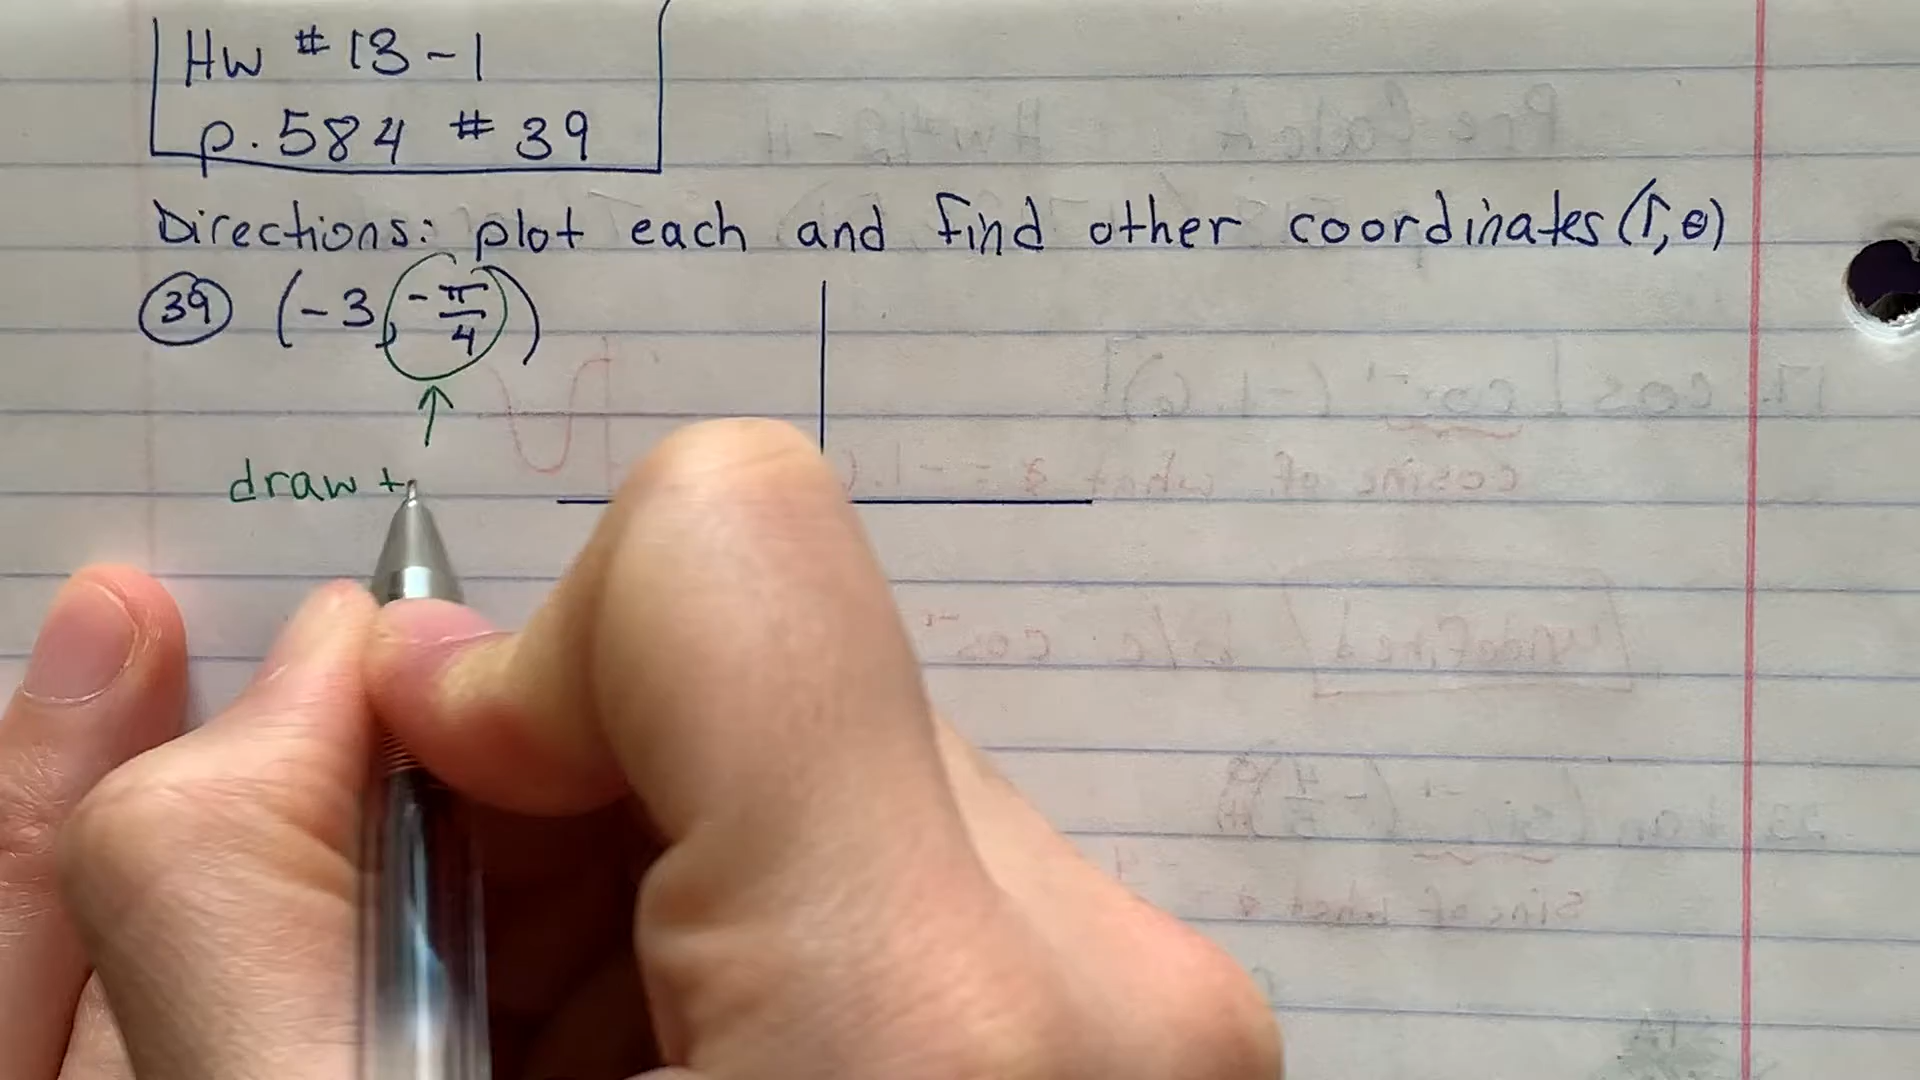 Hw # 13-1
p. 584 # 39
Directions: plot each and find other coordinates (r, θ)
39 (-3, -π/4)
draw t